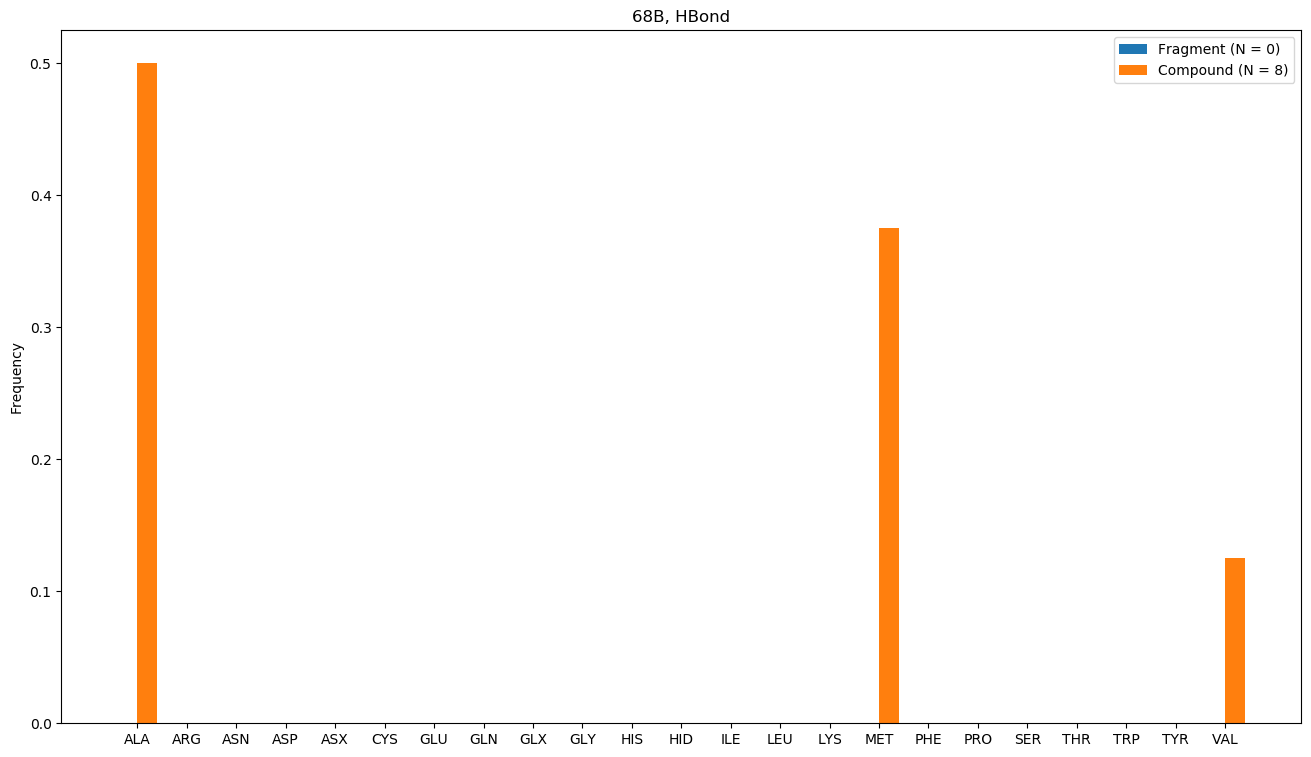 68B, HBond
Fragment (N = 0)
Compound (N = 8)
Frequency
0.5
0.4
0.3
0.2
0.1
0.0
ALA ARG ASN ASP ASX CYS GLU GLN GLX GLY HIS HID ILE LEU LYS MET PHE PRO SER THR TRP TYR VAL